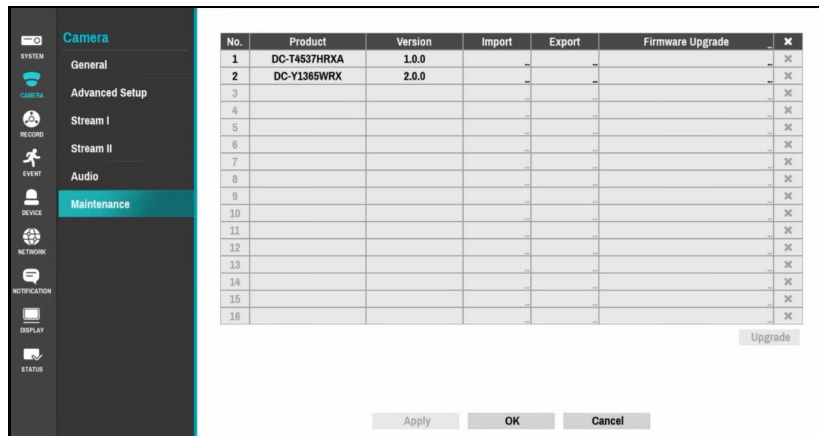 SYSTEM
CAMERA
RECORD
EVENT
DEVICE
NETWORK
NOTIFICATION
DISPLAY
STATUS
Camera
General
Advanced Setup
Stream I
Stream II
Audio
Maintenance
No. Product Version Import Export Firmware Upgrade ... ×
1 DC-T4537HRXA 1.0.0 ... ... ... ×
2 DC-Y1365WRX 2.0.0 ... ... ... ×
3 ... ... ... ×
4 ... ... ... ×
5 ... ... ... ×
6 ... ... ... ×
7 ... ... ... ×
8 ... ... ... ×
9 ... ... ... ×
10 ... ... ... ×
11 ... ... ... ×
12 ... ... ... ×
13 ... ... ... ×
14 ... ... ... ×
15 ... ... ... ×
16 ... ... ... ×
Upgrade
Apply OK Cancel